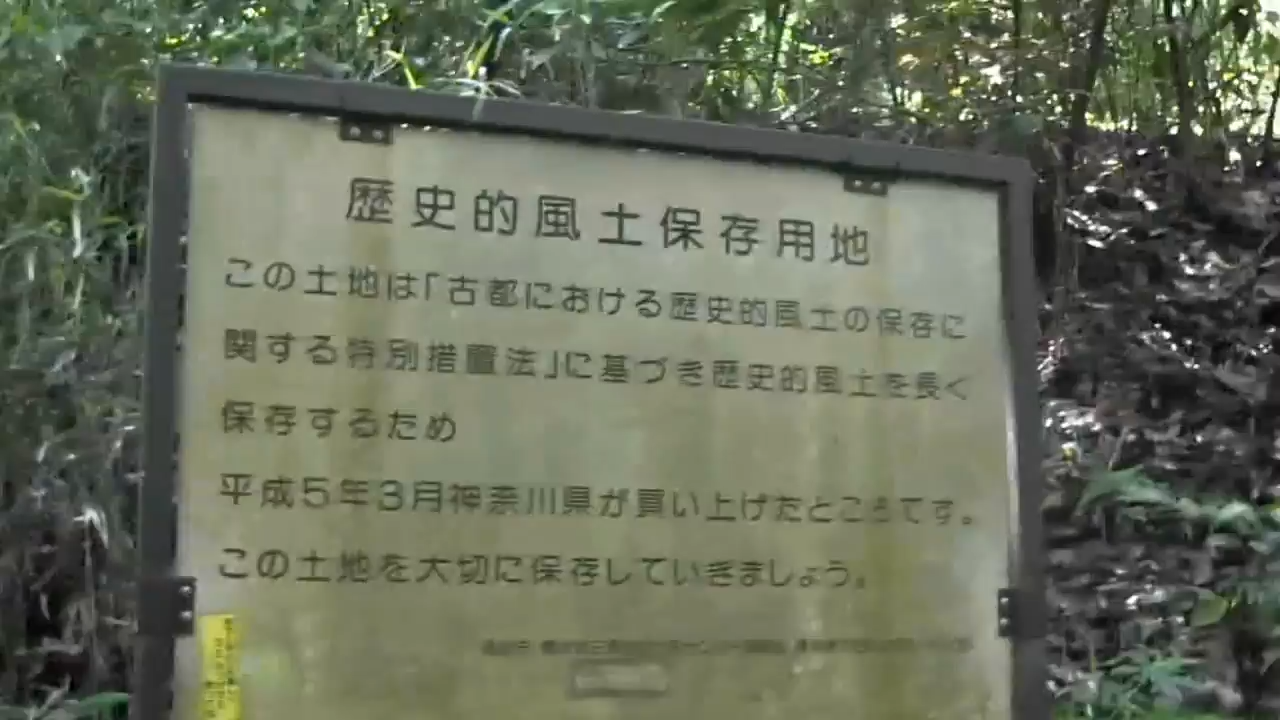 歴史的風土保存用地
この土地は「古都における歴史的風土の保存に
関する特別措置法」に基づき歴史的風土を長く
保存するため
平成5年3月神奈川県が買い上げたところです。
この土地を大切に保存していきましょう。